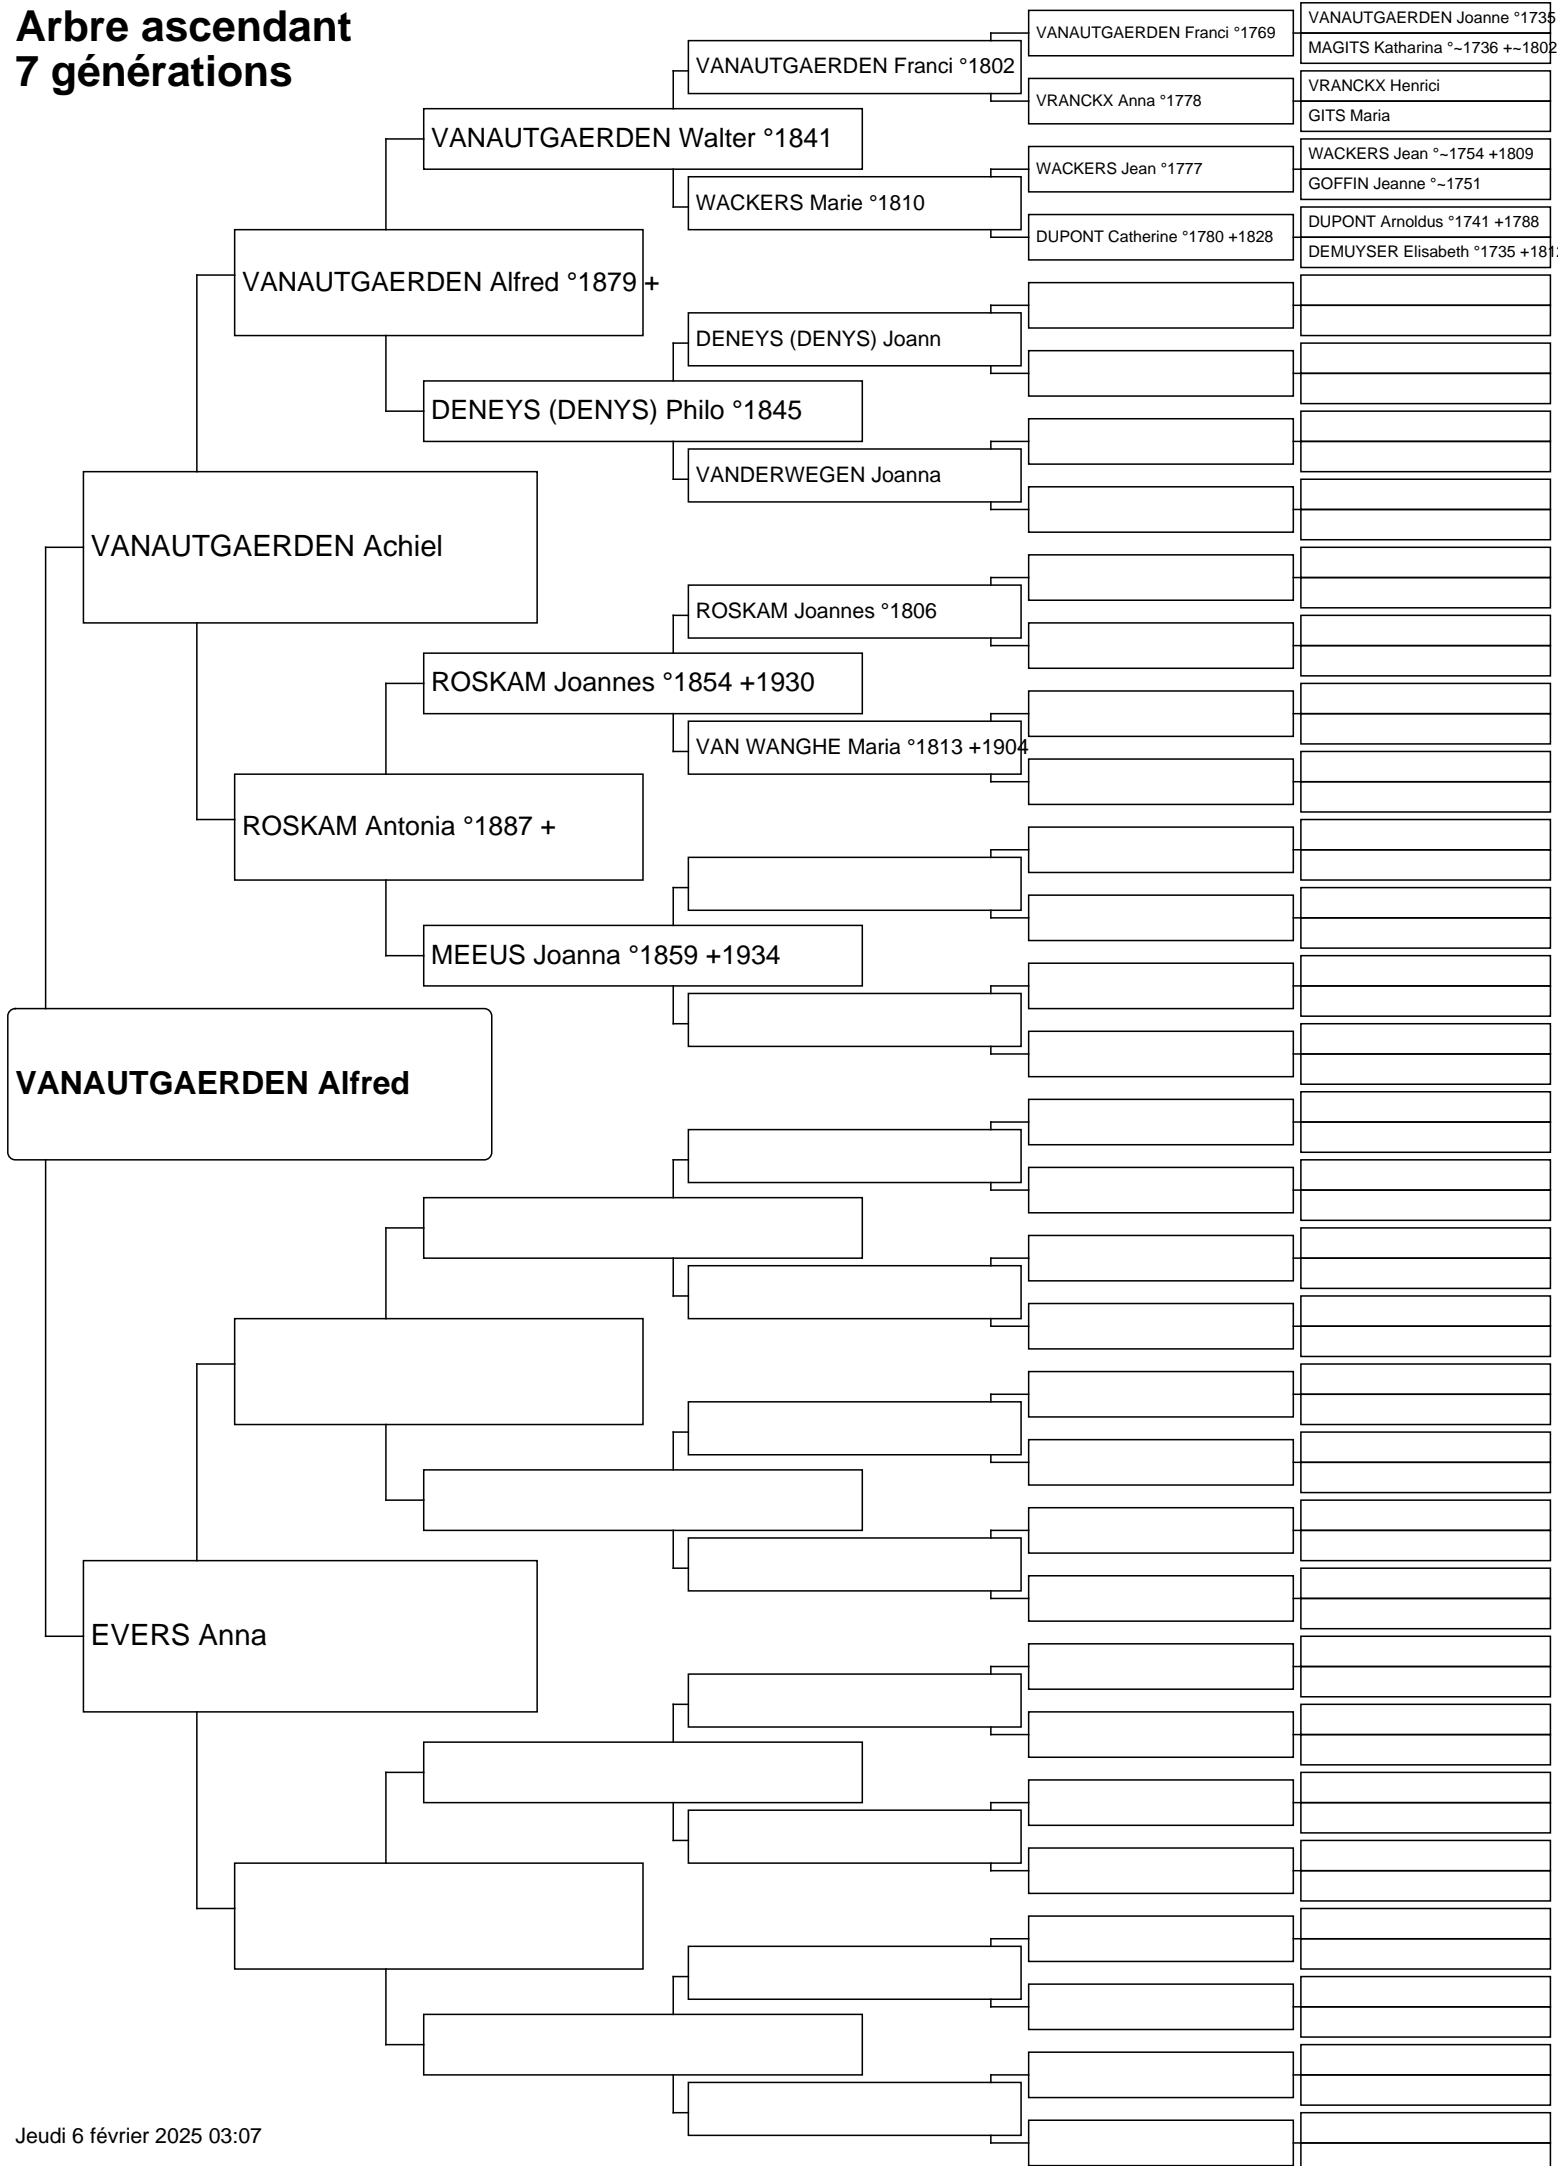 Arbre ascendant
7 générations
VANAUTGAERDEN Joanne °1735
VANAUTGAERDEN Franci °1769
MAGITS Katharina °~1736 +~1802
VANAUTGAERDEN Franci °1802
VRANCKX Henrici
VRANCKX Anna °1778
GITS Maria
VANAUTGAERDEN Walter °1841
WACKERS Jean °~1754 +1809
WACKERS Jean °1777
GOFFIN Jeanne °~1751
WACKERS Marie °1810
DUPONT Arnoldus °1741 +1788
DUPONT Catherine °1780 +1828
DEMUYSER Elisabeth °1735 +181
VANAUTGAERDEN Alfred °1879 +
DENEYS (DENYS) Joann
DENEYS (DENYS) Philo °1845
VANDERWEGEN Joanna
VANAUTGAERDEN Achiel
ROSKAM Joannes °1806
ROSKAM Joannes °1854 +1930
VAN WANGHE Maria °1813 +1904
ROSKAM Antonia °1887 +
MEEUS Joanna °1859 +1934
VANAUTGAERDEN Alfred
EVERS Anna
Jeudi 6 février 2025 03:07